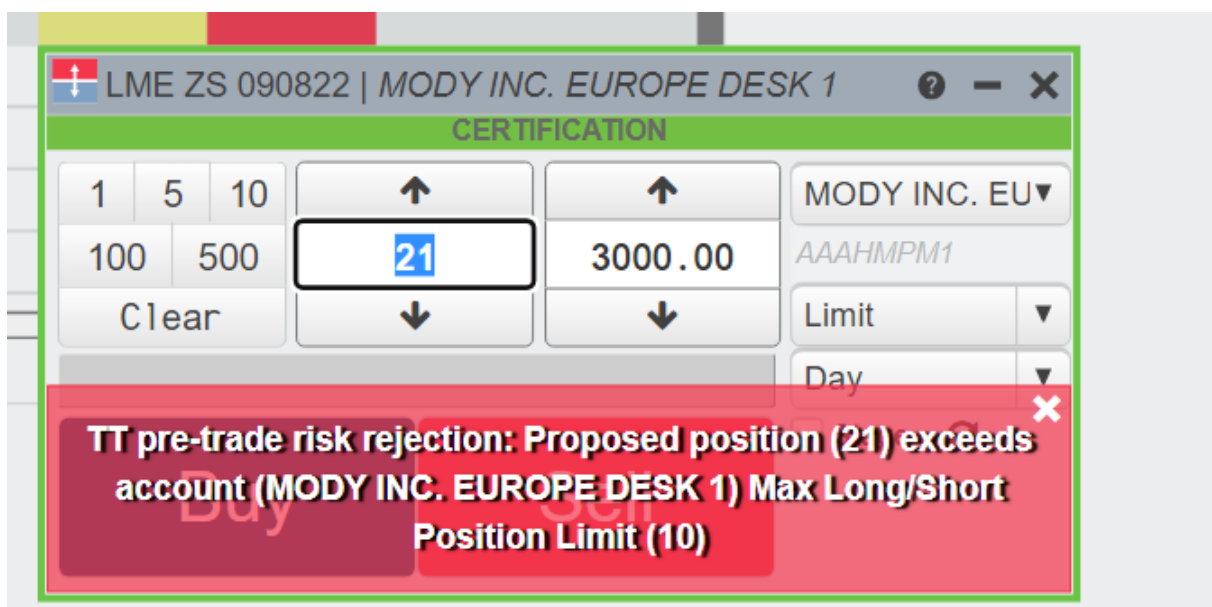 LME ZS 090822 | MODY INC. EUROPE DESK 1
CERTIFICATION
1 5 10
100 500
Clear
21
3000.00
MODY INC. EU
AAAHMPM1
Limit
Day
Buy
Sell
TT pre-trade risk rejection: Proposed position (21) exceeds
account (MODY INC. EUROPE DESK 1) Max Long/Short
Position Limit (10)